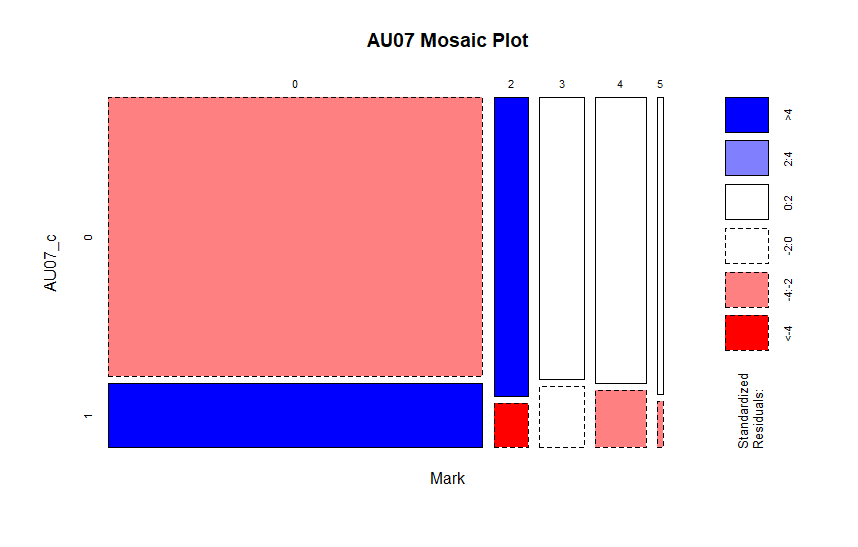 AU07 Mosaic Plot
0 2 3 4 5
AU07_c
0
1
Mark
>4
2:4
0:2
-2:0
-4:-2
<-4
Standardized
Residuals: